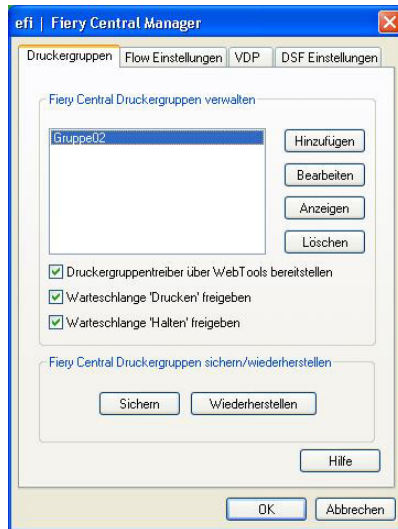 efi | Fiery Central Manager
Druckergruppen Flow Einstellungen VDP DSF Einstellungen
Fiery Central Druckergruppen verwalten
Gruppe02
Hinzufügen
Bearbeiten
Anzeigen
Löschen
Druckergruppentreiber über WebTools bereitstellen
Warteschlange 'Drucken' freigeben
Warteschlange 'Halten' freigeben
Fiery Central Druckergruppen sichern/wiederherstellen
Sichern Wiederherstellen
Hilfe
OK Abbrechen